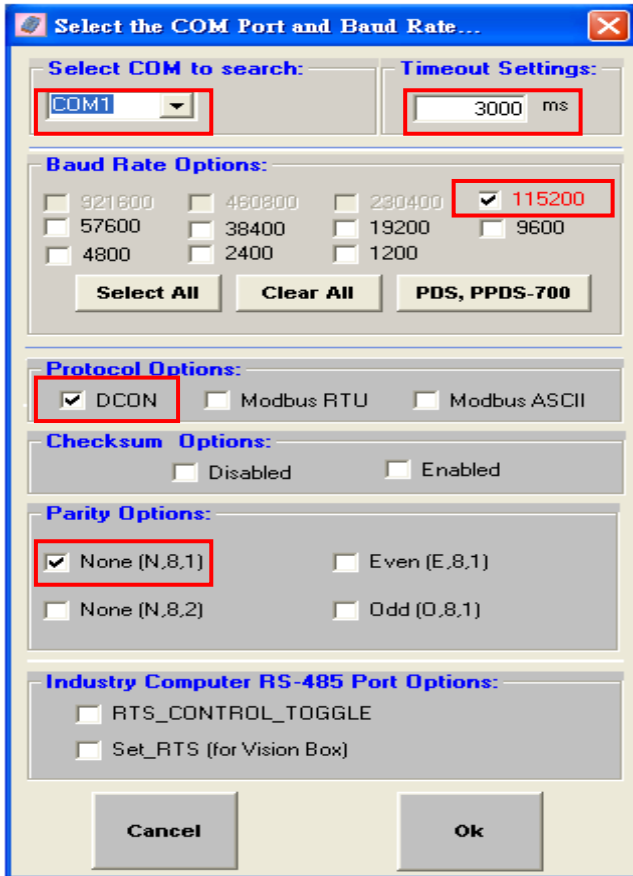 Select the COM Port and Baud Rate...
Select COM to search: Timeout Settings:
COM1 3000 ms
Baud Rate Options:
921600 460800 230400 115200
57600 38400 19200 9600
4800 2400 1200
Select All Clear All PDS, PPDS-700
Protocol Options:
DCON Modbus RTU Modbus ASCII
Checksum Options:
Disabled Enabled
Parity Options:
None (N,8,1) Even (E,8,1)
None (N,8,2) Odd (O,8,1)
Industry Computer RS-485 Port Options:
RTS_CONTROL_TOGGLE
Set_RTS (for Vision Box)
Cancel Ok